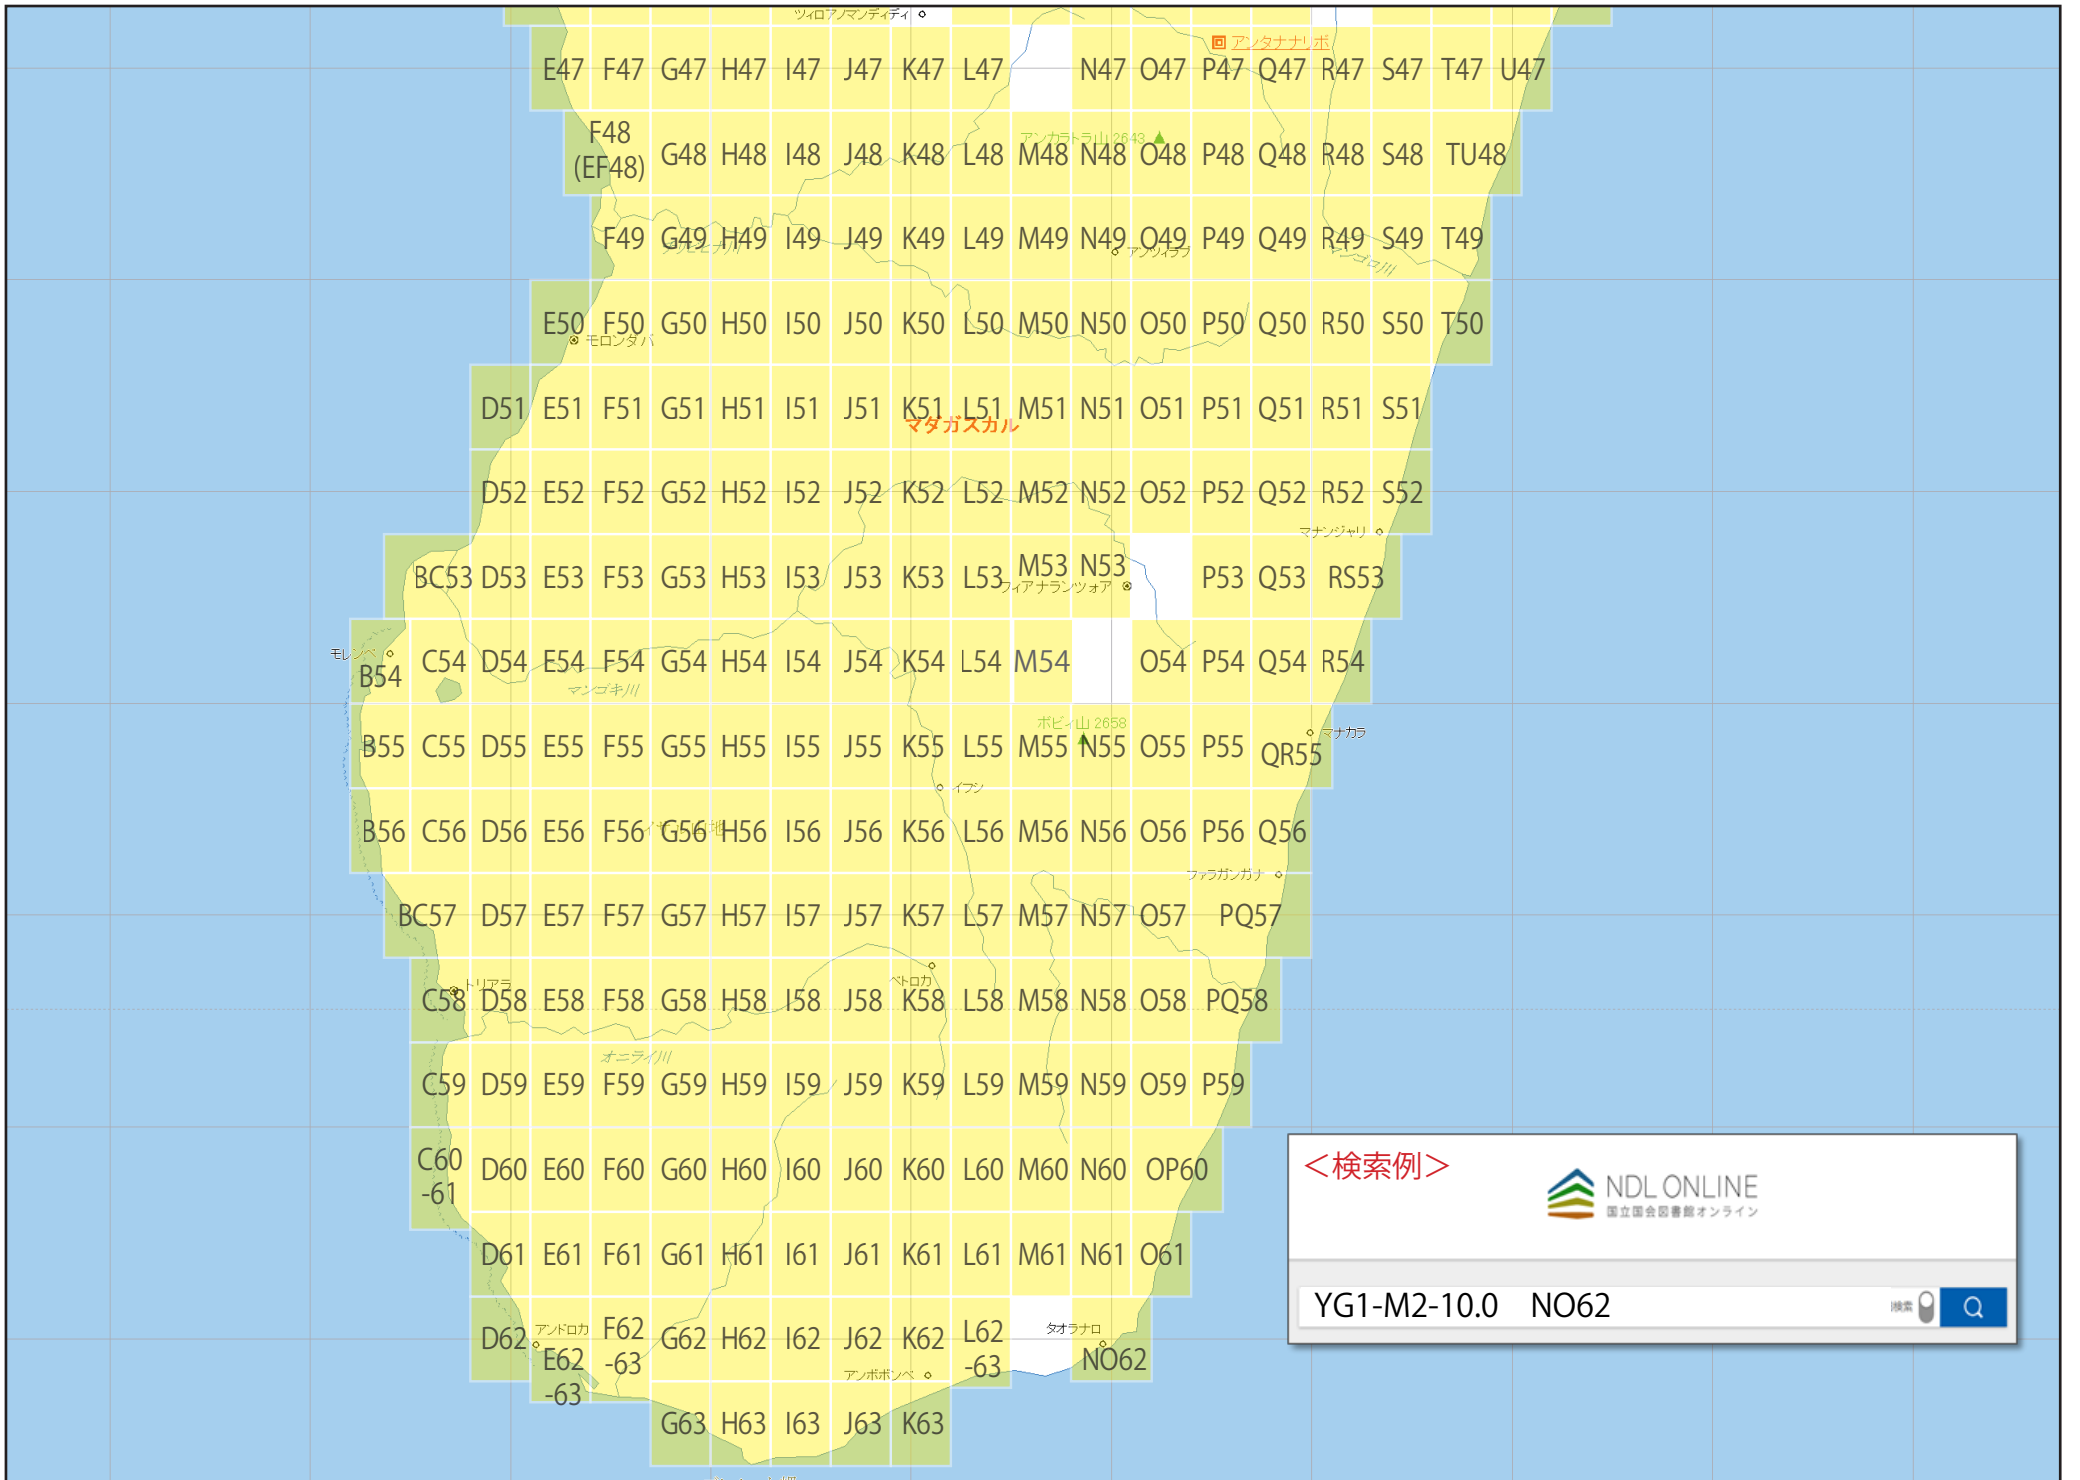 ツィロアノマンディディ
アンタナナリボ
E47 F47 G47 H47 I47 J47 K47 L47 N47 O47 P47 Q47 R47 S47 T47 U47
アンカラトラ山 2643
F48
(EF48) G48 H48 I48 J48 K48 L48 M48 N48 O48 P48 Q48 R48 S48 TU48
F49 G49 H49 I49 J49 K49 L49 M49 N49 O49 P49 Q49 R49 S49 T49
アンツィラブ
マンゴロ川
E50 F50 G50 H50 I50 J50 K50 L50 M50 N50 O50 P50 Q50 R50 S50 T50
モロンダバ
D51 E51 F51 G51 H51 I51 J51 K51 L51 M51 N51 O51 P51 Q51 R51 S51
マダガスカル
D52 E52 F52 G52 H52 I52 J52 K52 L52 M52 N52 O52 P52 Q52 R52 S52
マナンジャリ
BC53 D53 E53 F53 G53 H53 I53 J53 K53 L53 M53 N53 P53 Q53 RS53
フィアナランツォア
モレンベ
B54 C54 D54 E54 F54 G54 H54 I54 J54 K54 L54 M54 O54 P54 Q54 R54
マンゴキ川
ボビィ山 2658
マナカラ
B55 C55 D55 E55 F55 G55 H55 I55 J55 K55 L55 M55 N55 O55 P55 QR55
イフシ
B56 C56 D56 E56 F56 G56 H56 I56 J56 K56 L56 M56 N56 O56 P56 Q56
ファラガンガナ
BC57 D57 E57 F57 G57 H57 I57 J57 K57 L57 M57 N57 O57 PQ57
トリアラ
ベトロカ
C58 D58 E58 F58 G58 H58 I58 J58 K58 L58 M58 N58 O58 PQ58
オニライ川
C59 D59 E59 F59 G59 H59 I59 J59 K59 L59 M59 N59 O59 P59
C60
-61 D60 E60 F60 G60 H60 I60 J60 K60 L60 M60 N60 OP60
D61 E61 F61 G61 H61 I61 J61 K61 L61 M61 N61 O61
アンドロカ
タオラナロ
D62 E62
-63 F62
-63 G62 H62 I62 J62 K62 L62
-63 NO62
アンボボンベ
G63 H63 I63 J63 K63
＜検索例＞
NDL ONLINE
国立国会図書館オンライン
YG1-M2-10.0 NO62